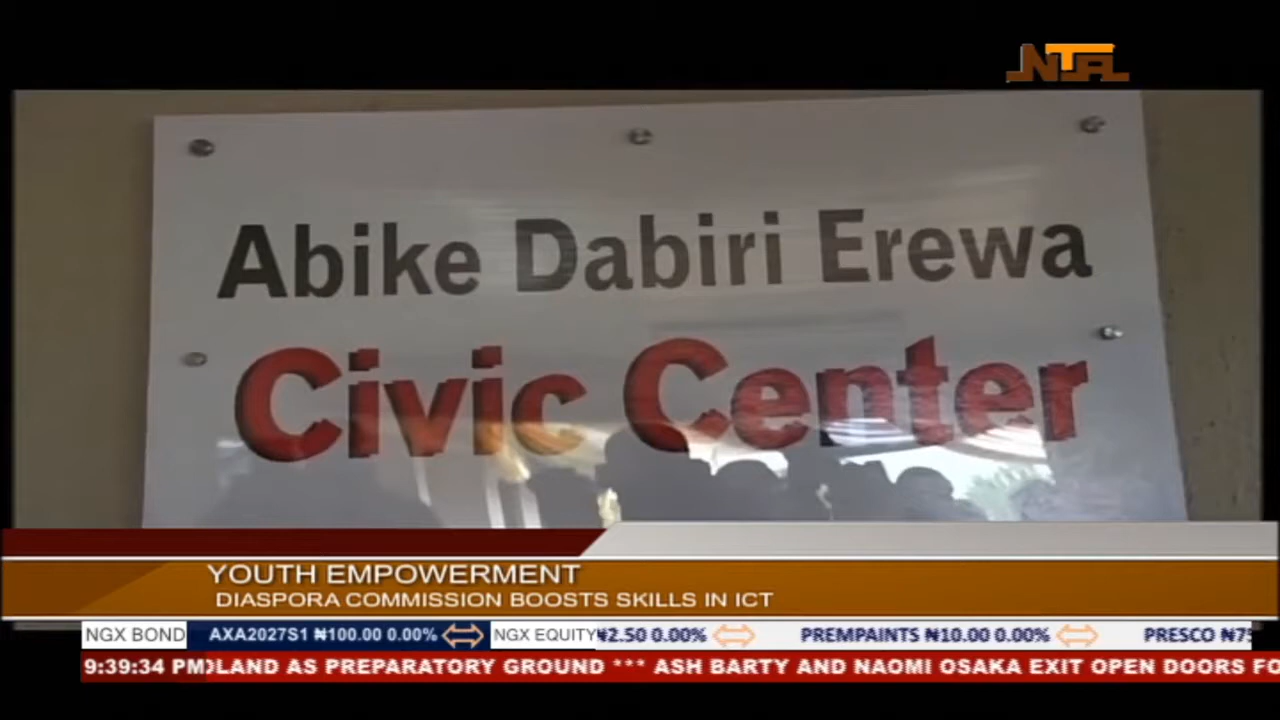 NTA
Abike Dabiri Erewa
Civic Center
YOUTH EMPOWERMENT
DIASPORA COMMISSION BOOSTS SKILLS IN ICT
NGX BOND AXA2027S1 ₦100.00 0.00% NGX EQUITY ₦2.50 0.00% PREMPAINTS ₦10.00 0.00% PRESCO
9:39:34 PM LAND AS PREPARATORY GROUND *** ASH BARTY AND NAOMI OSAKA EXIT OPEN DOORS